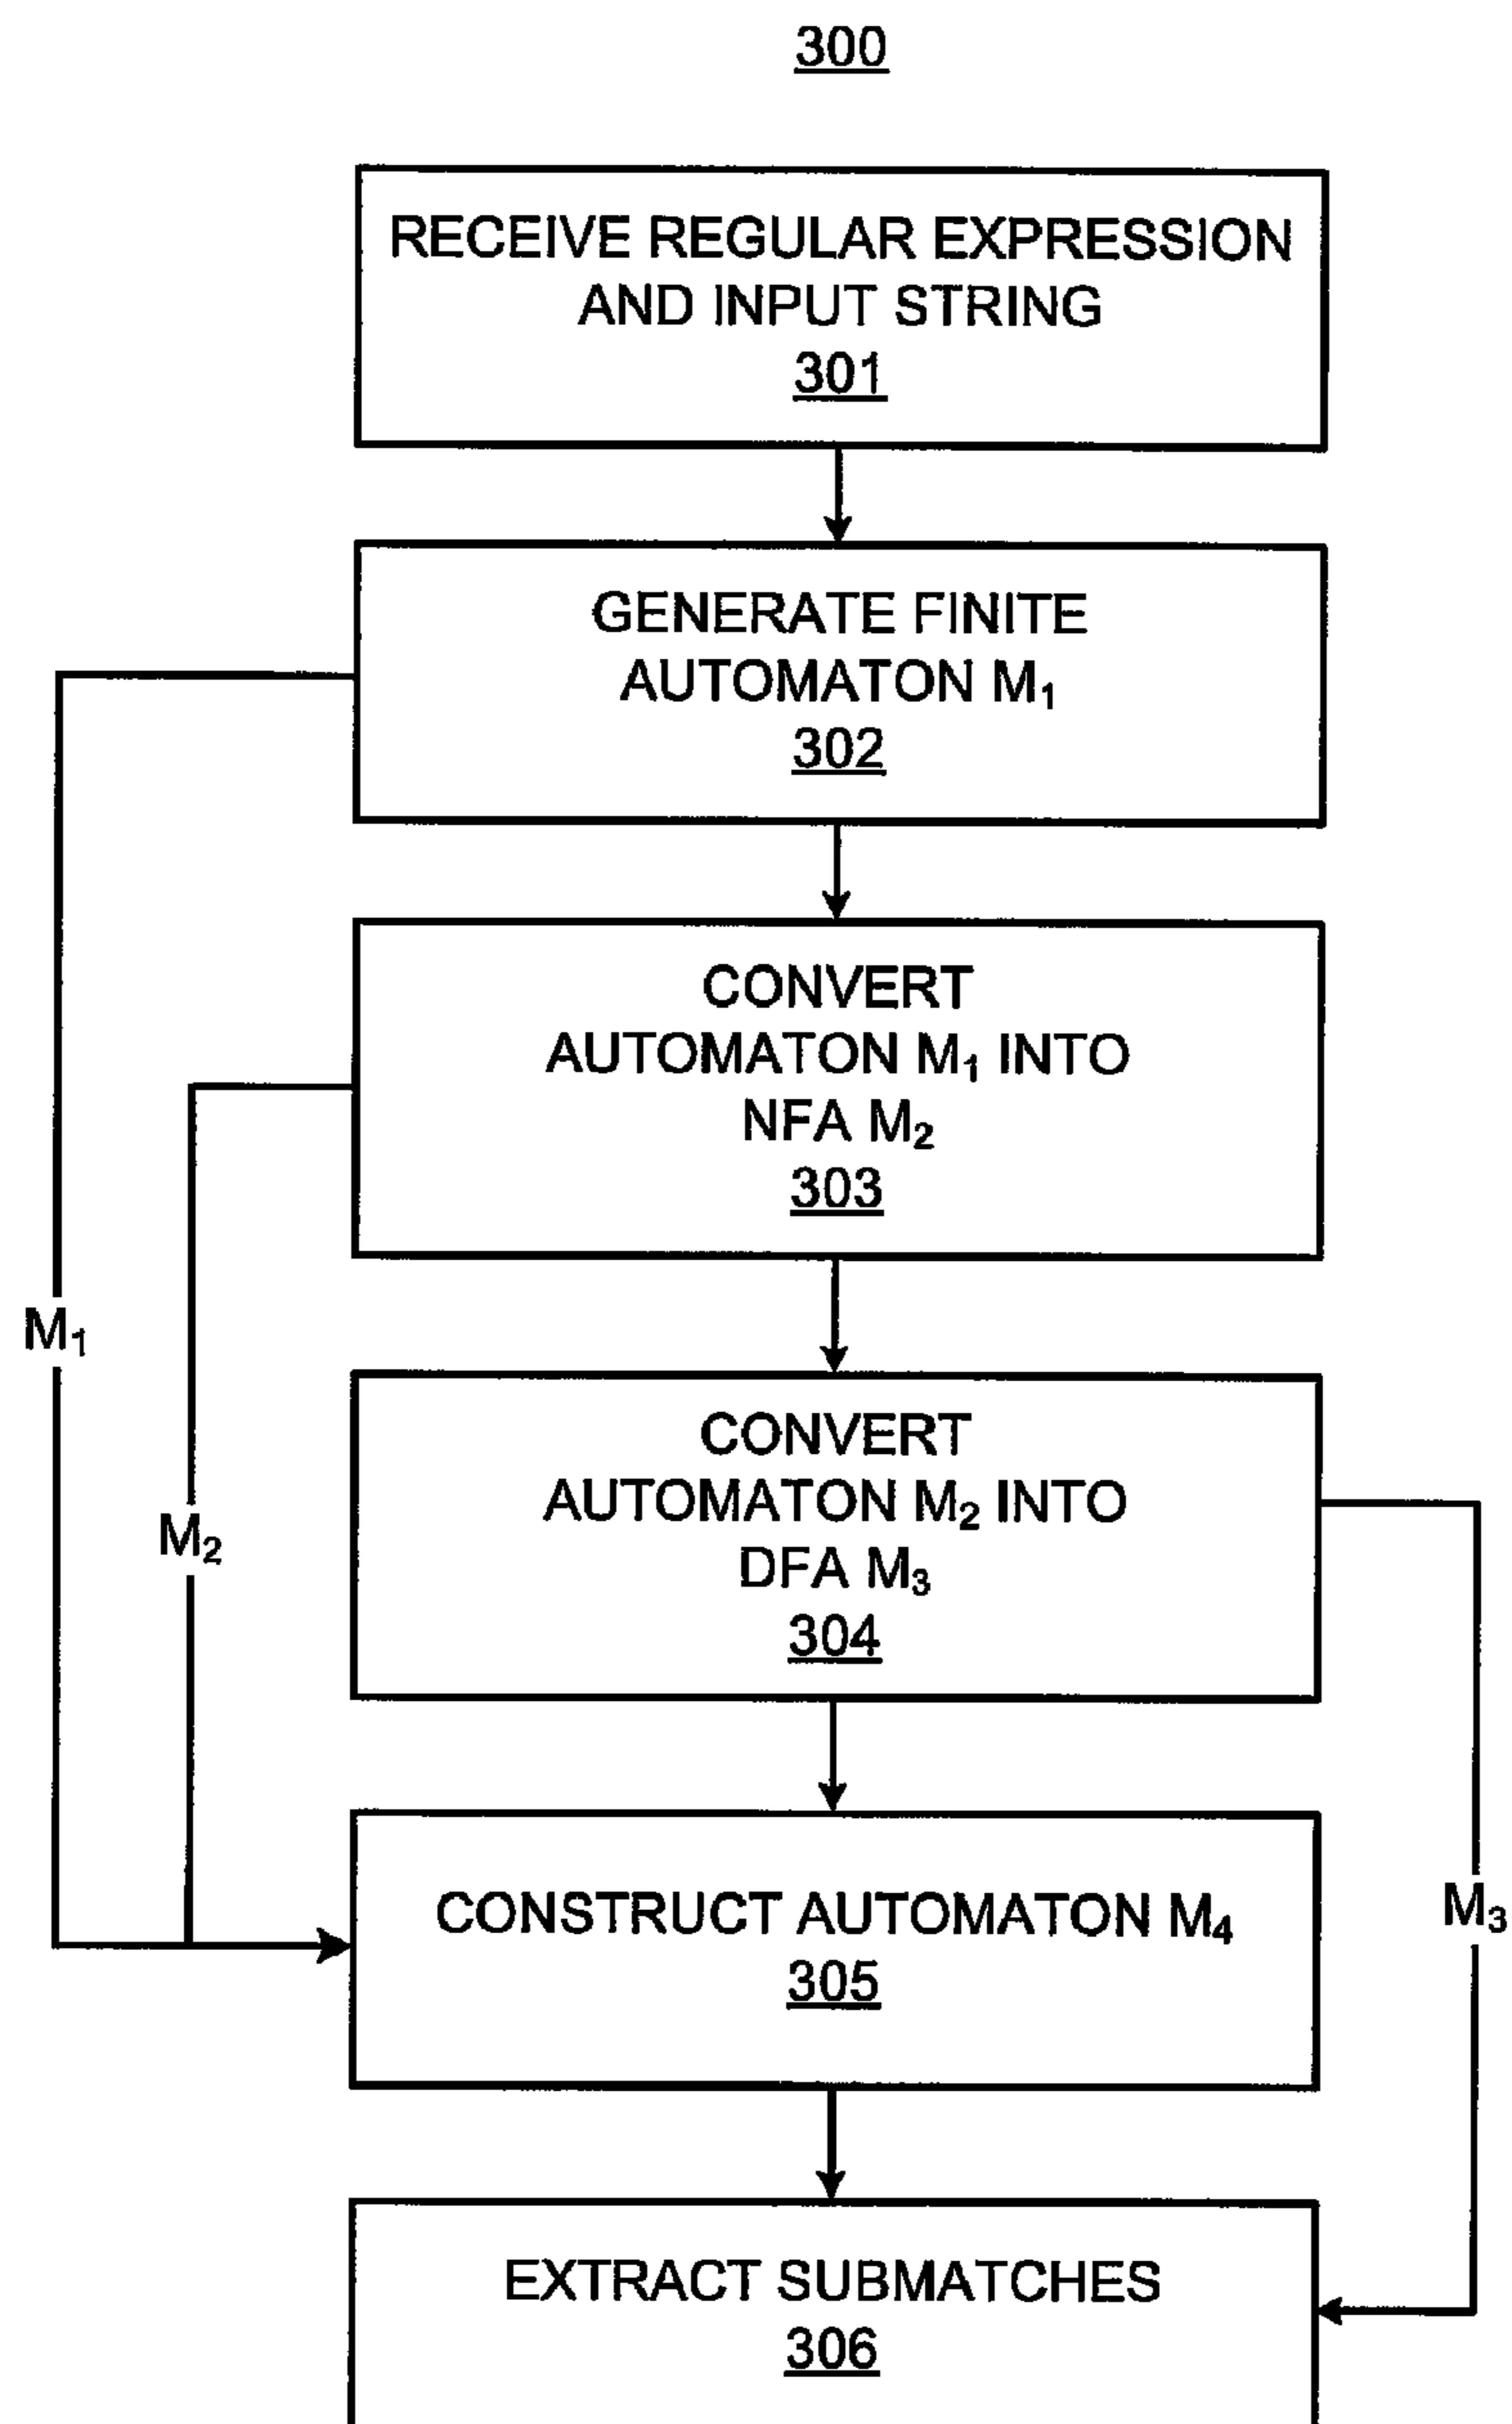 300
RECEIVE REGULAR EXPRESSION
AND INPUT STRING
301
GENERATE FINITE
AUTOMATON M₁
302
CONVERT
AUTOMATON M₁ INTO
NFA M₂
303
M₁
CONVERT
AUTOMATON M₂ INTO
DFA M₃
304
M₂
CONSTRUCT AUTOMATON M₄
305
M₃
EXTRACT SUBMATCHES
306